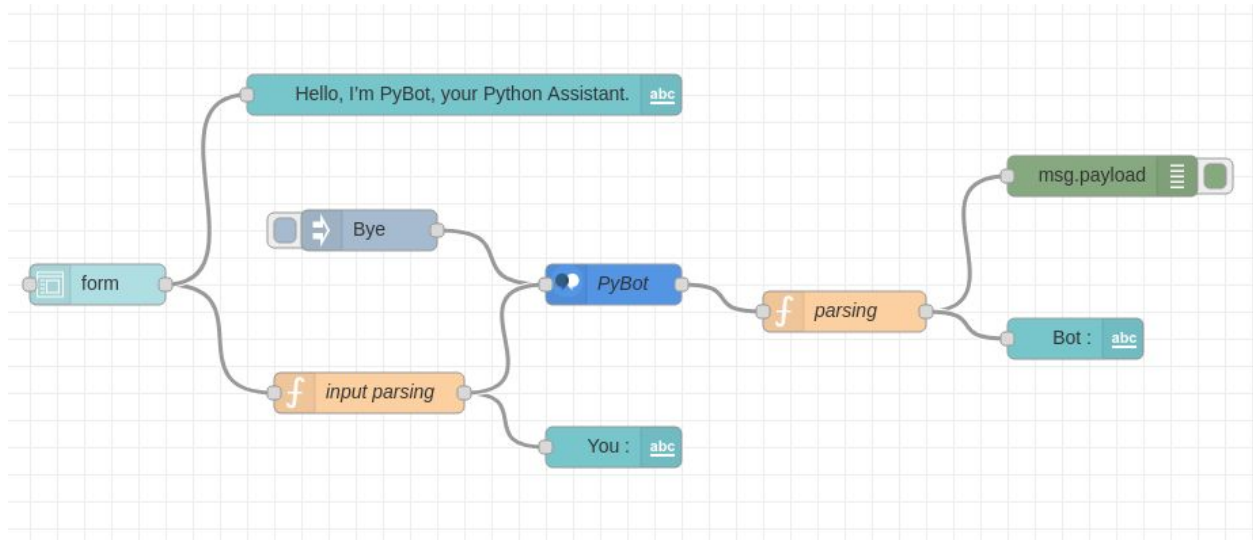 Hello, I'm PyBot, your Python Assistant. abc
msg.payload
Bye
form
PyBot
parsing
Bot : abc
input parsing
You : abc